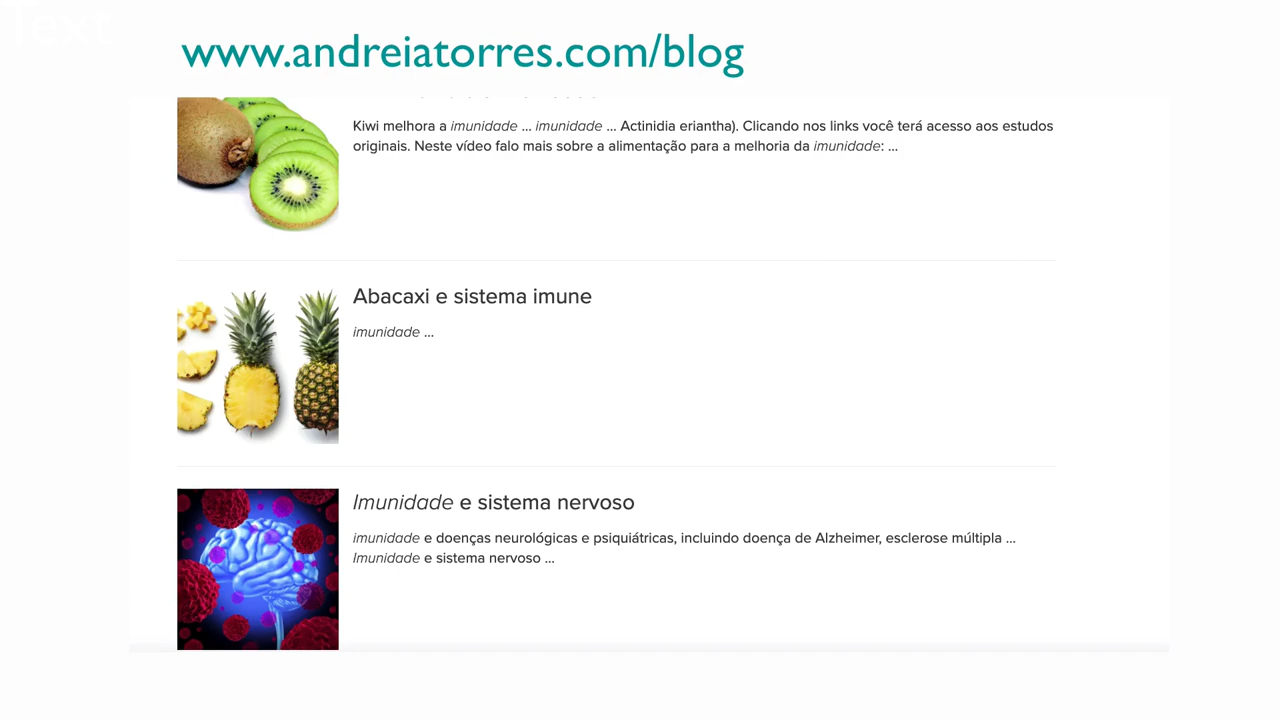 Text
www.andreiatorres.com/blog
Kiwi melhora a imunidade ... imunidade ... Actinidia eriantha). Clicando nos links você terá acesso aos estudos
originais. Neste vídeo falo mais sobre a alimentação para a melhoria da imunidade: ...
Abacaxi e sistema imune
imunidade ...
Imunidade e sistema nervoso
imunidade e doenças neurológicas e psiquiátricas, incluindo doença de Alzheimer, esclerose múltipla ...
Imunidade e sistema nervoso ...